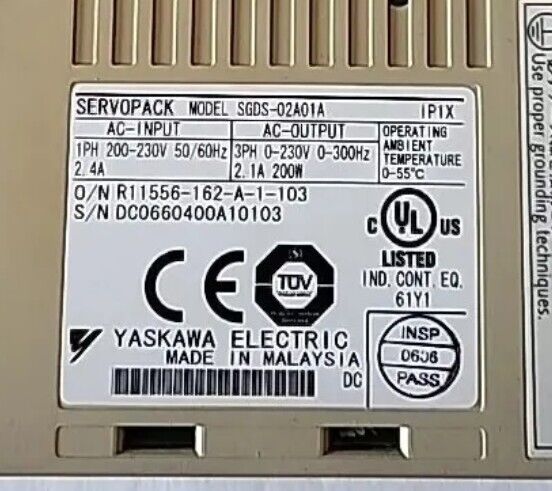 SERVOPACK MODEL SGDS-02A01A IP1X
AC-INPUT AC-OUTPUT OPERATING AMBIENT TEMPERATURE 0-55℃
1PH 200-230V 50/60Hz 3PH 0-230V 0-300Hz
2.4A 2.1A 200W
O/N R11556-162-A-1-103
S/N DC0660400A10103
C UL US
LISTED
IND. CONT. EQ.
61Y1
CE
TÜV
YASKAWA ELECTRIC
MADE IN MALAYSIA
DC
INSP
PASS
Use proper grounding techniques.